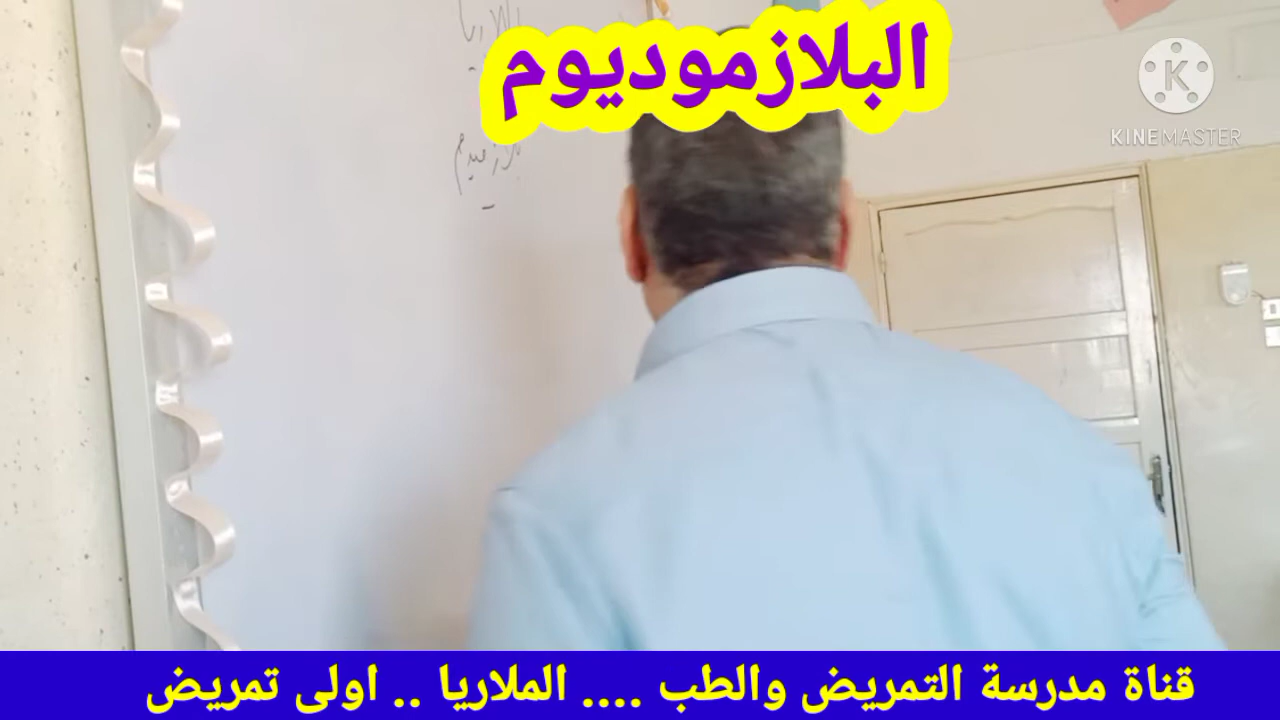 البلازموديوم
KINEMASTER
قناة مدرسة التمريض والطب .... الملاريا .. اولى تمريض